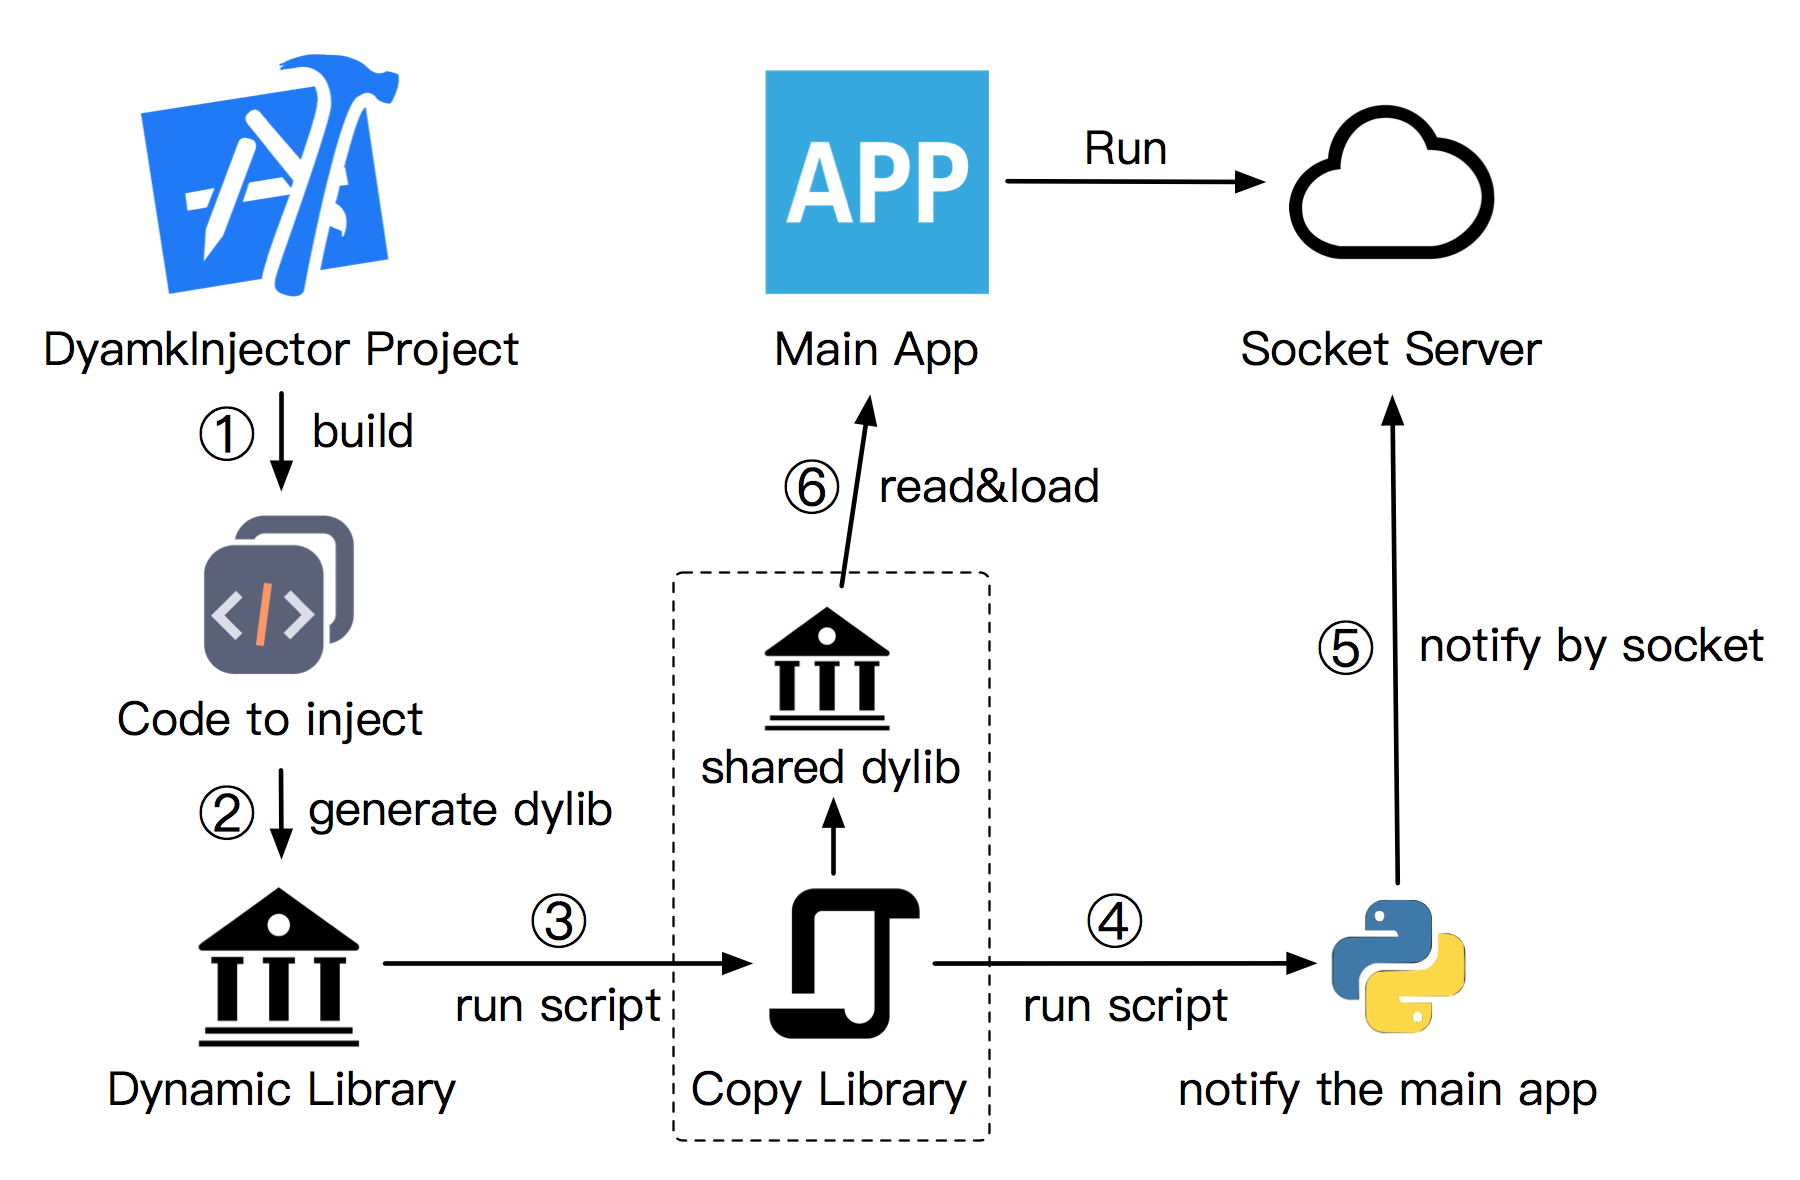 APP
Run
DyamkInjector Project
Main App
Socket Server
① build
⑥ read&load
</>
⑤ notify by socket
Code to inject
shared dylib
② generate dylib
③
④
run script
run script
Dynamic Library
Copy Library
notify the main app